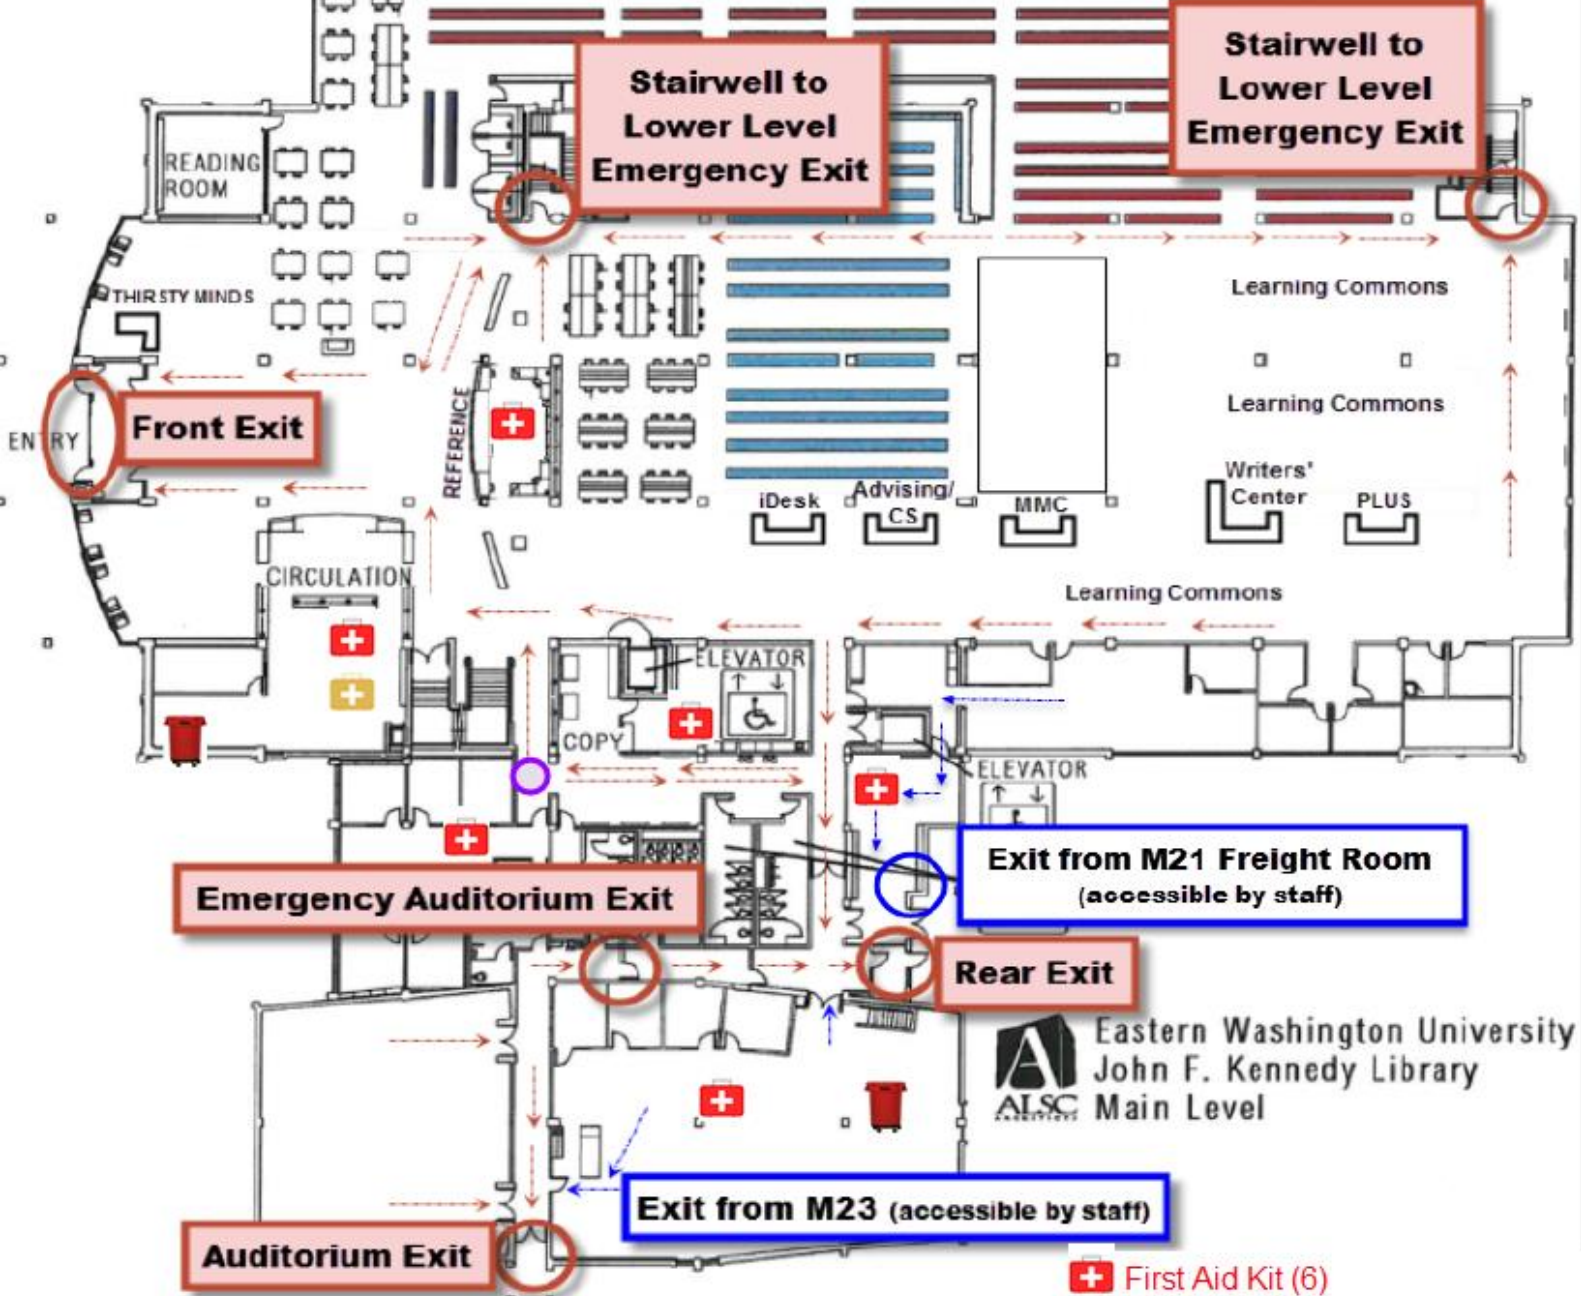 Stairwell to
Lower Level
Emergency Exit
Stairwell to
Lower Level
Emergency Exit
READING
ROOM
THIRSTY MINDS
Learning Commons
ENTRY
Front Exit
REFERENCE
Learning Commons
iDesk
Advising/
CS
MMC
Writers'
Center
PLUS
CIRCULATION
Learning Commons
ELEVATOR
COPY
ELEVATOR
Exit from M21 Freight Room
(accessible by staff)
Emergency Auditorium Exit
Rear Exit
Eastern Washington University
John F. Kennedy Library
Main Level
A
ALSC
ARCHITECTS
Exit from M23 (accessible by staff)
Auditorium Exit
First Aid Kit (6)